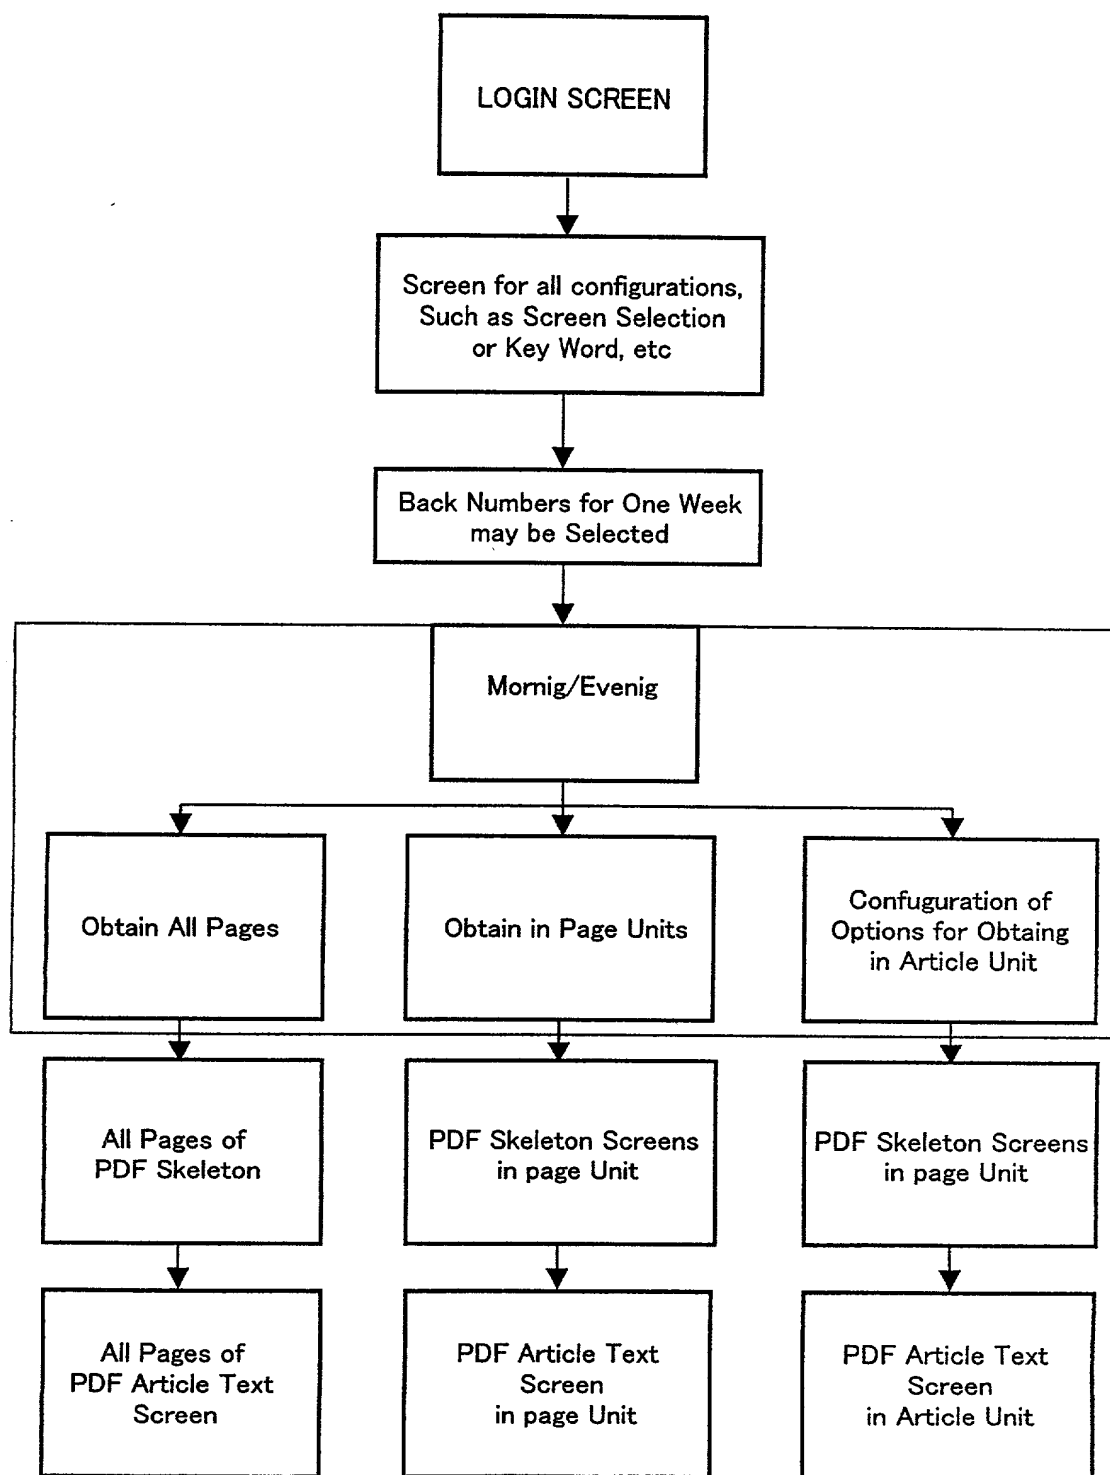 LOGIN SCREEN
Screen for all configurations,
Such as Screen Selection
or Key Word, etc
Back Numbers for One Week
may be Selected
Mornig/Evenig
Obtain All Pages
Obtain in Page Units
Confuguration of
Options for Obtaing
in Article Unit
All Pages of
PDF Skeleton
PDF Skeleton Screens
in page Unit
PDF Skeleton Screens
in page Unit
All Pages of
PDF Article Text
Screen
PDF Article Text
Screen
in page Unit
PDF Article Text
Screen
in Article Unit